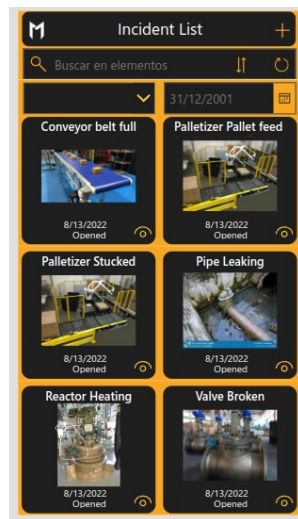 M
Incident List
Buscar en elementos
31/12/2001
Conveyor belt full
Palletizer Pallet feed
8/13/2022
Opened
8/13/2022
Opened
Palletizer Stucked
Pipe Leaking
8/13/2022
Opened
8/13/2022
Opened
Reactor Heating
Valve Broken
8/13/2022
Opened
8/13/2022
Opened